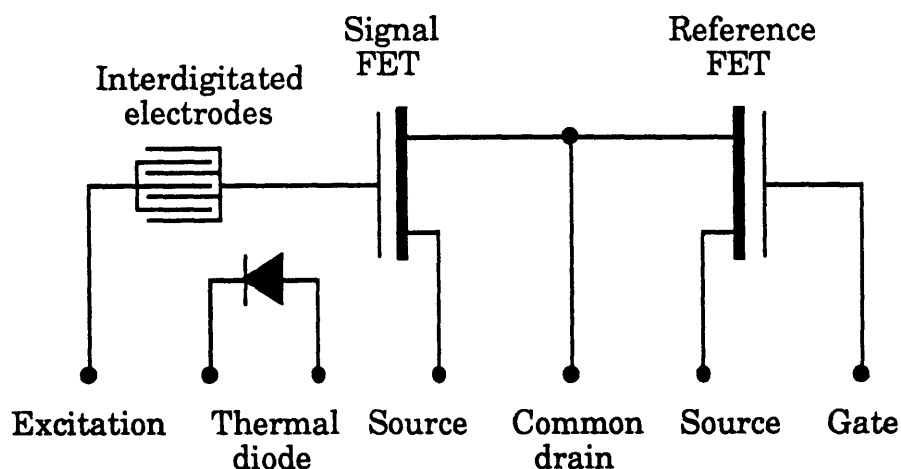 Signal
FET
Reference
FET
Interdigitated
electrodes
Excitation
Thermal
diode
Source
Common
drain
Source
Gate